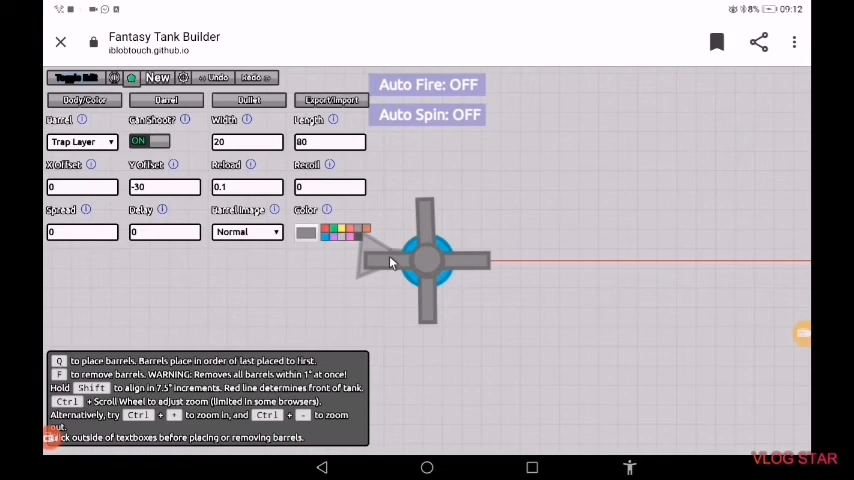 8% 09:12
Fantasy Tank Builder
iblobtouch.github.io
Toggle Edit New << Undo Redo >>
Auto Fire: OFF
Body/Color Barrel Bullet Export/Import
Auto Spin: OFF
Barrel Can Shoot? Width Length
Trap Layer ON 20 80
X Offset Y Offset Reload Recoil
0 -30 0.1 0
Spread Delay Barrel Image Color
0 0 Normal
Q to place barrels. Barrels place in order of last placed to first.
F to remove barrels. WARNING: Removes all barrels within 1° at once!
Hold Shift to align in 7.5° increments. Red line determines front of tank.
Ctrl + Scroll Wheel to adjust zoom (limited in some browsers).
Alternatively, try Ctrl + + to zoom in, and Ctrl + - to zoom
out.
ck outside of textboxes before placing or removing barrels.
VLOG STAR